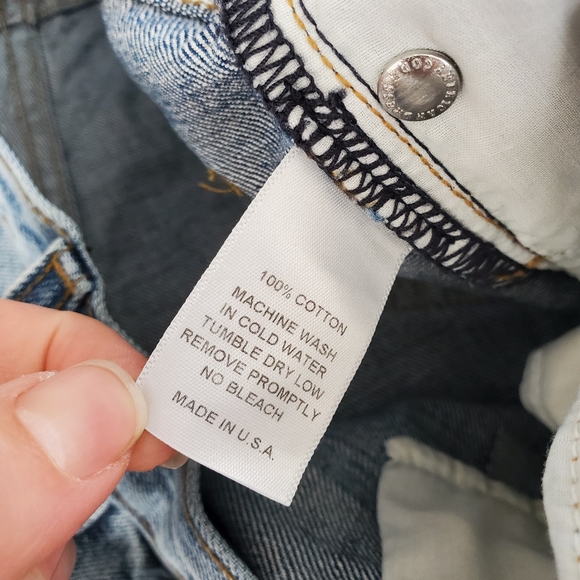 100% COTTON
MACHINE WASH
IN COLD WATER
TUMBLE DRY LOW
REMOVE PROMPTLY
NO BLEACH
MADE IN U.S.A.